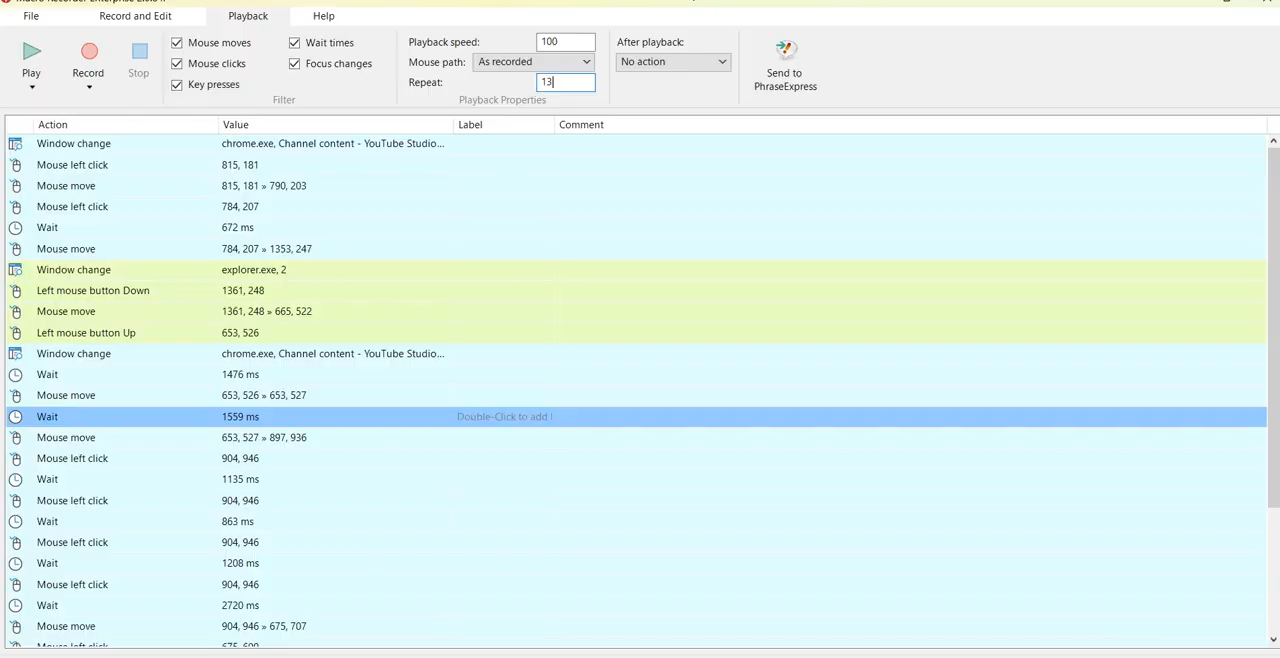 Macro Recorder Enterprise
File Record and Edit Playback Help
Play
Record
Stop
Mouse moves
Mouse clicks
Key presses
Wait times
Focus changes
Filter
Playback speed: 100
Mouse path: As recorded
Repeat: 13
Playback Properties
After playback:
No action
Send to
PhraseExpress
Action Value Label Comment
Window change chrome.exe, Channel content - YouTube Studio...
Mouse left click 815, 181
Mouse move 815, 181 » 790, 203
Mouse left click 784, 207
Wait 672 ms
Mouse move 784, 207 » 1353, 247
Window change explorer.exe, 2
Left mouse button Down 1361, 248
Mouse move 1361, 248 » 665, 522
Left mouse button Up 653, 526
Window change chrome.exe, Channel content - YouTube Studio...
Wait 1476 ms
Mouse move 653, 526 » 653, 527
Wait 1559 ms Double-Click to add !
Mouse move 653, 527 » 897, 936
Mouse left click 904, 946
Wait 1135 ms
Mouse left click 904, 946
Wait 863 ms
Mouse left click 904, 946
Wait 1208 ms
Mouse left click 904, 946
Wait 2720 ms
Mouse move 904, 946 » 675, 707
Mouse left click